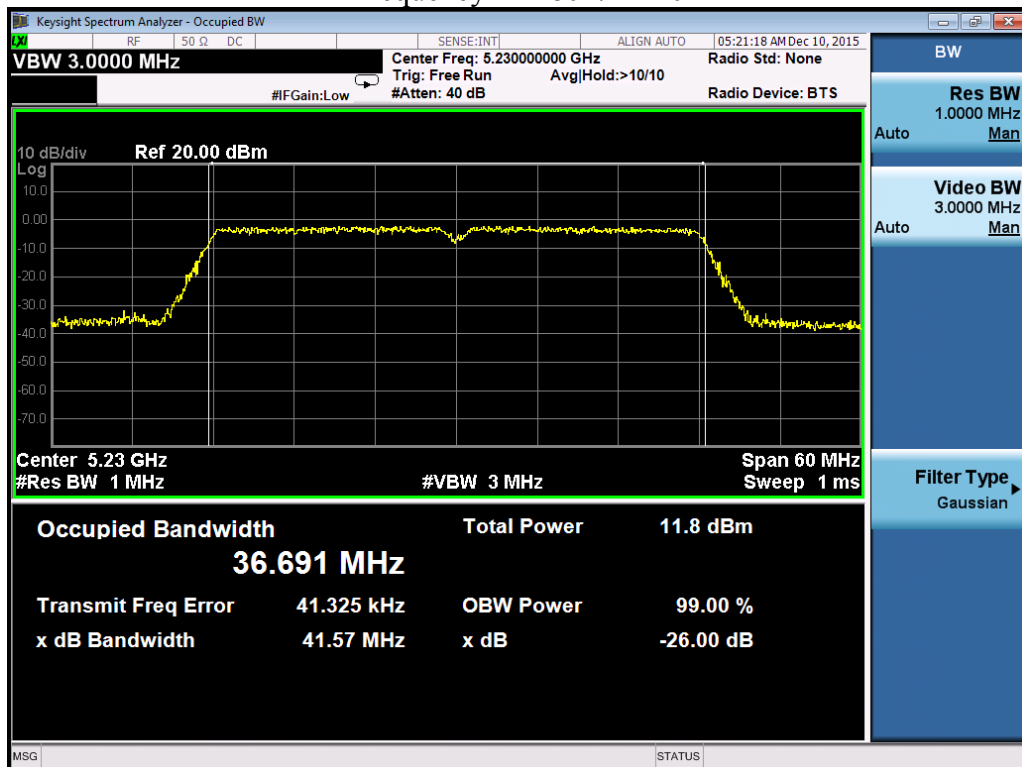 Keysight Spectrum Analyzer - Occupied BW
LXI RF 50 Ω DC SENSE:INT ALIGN AUTO 05:21:18 AM Dec 10, 2015
VBW 3.0000 MHz
Center Freq: 5.230000000 GHz
Radio Std: None
Trig: Free Run Avg|Hold:>10/10
#IFGain:Low #Atten: 40 dB Radio Device: BTS
10 dB/div Ref 20.00 dBm
Log
10.0
0.00
-10.0
-20.0
-30.0
-40.0
-50.0
-60.0
-70.0
Center 5.23 GHz Span 60 MHz
#Res BW 1 MHz #VBW 3 MHz Sweep 1 ms
Occupied Bandwidth
36.691 MHz
Total Power 11.8 dBm
Transmit Freq Error 41.325 kHz OBW Power 99.00 %
x dB Bandwidth 41.57 MHz x dB -26.00 dB
MSG STATUS
BW
Res BW
1.0000 MHz
Auto Man
Video BW
3.0000 MHz
Auto Man
Filter Type
Gaussian